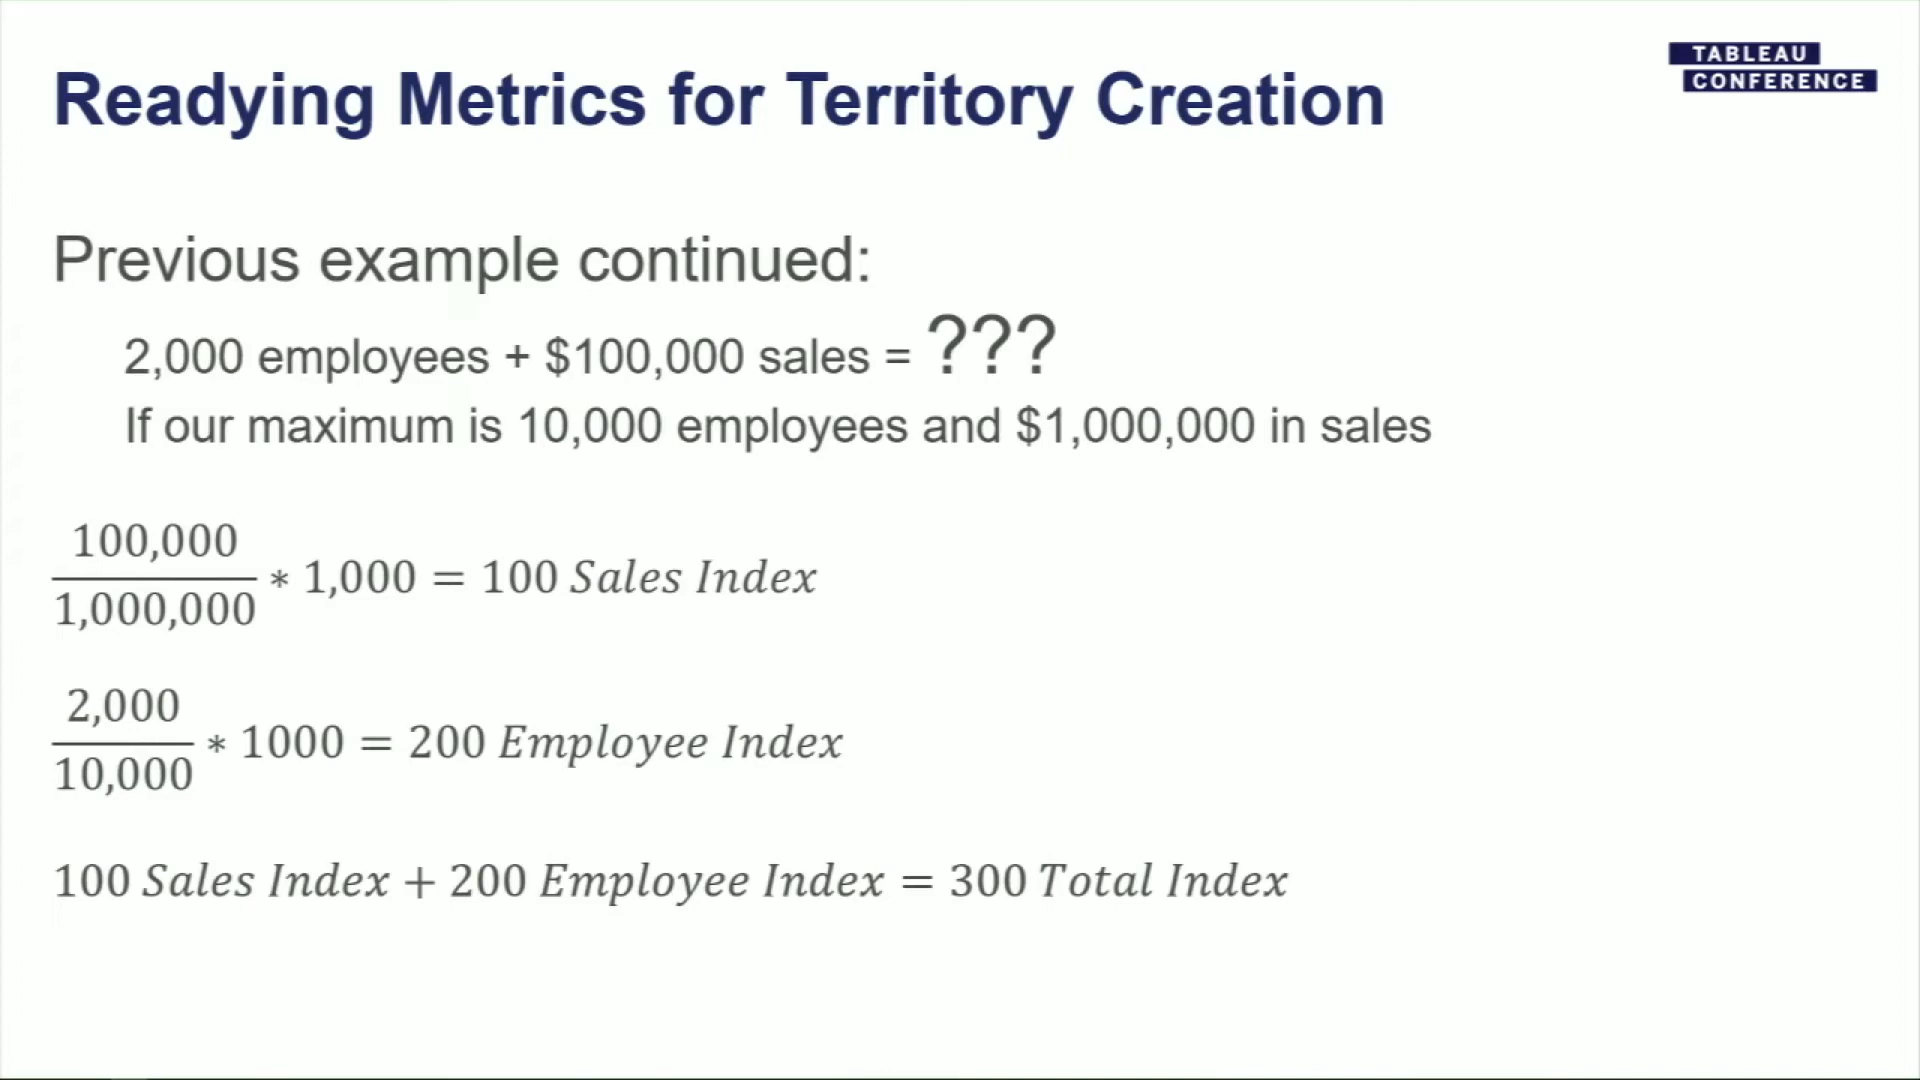 TABLEAU
CONFERENCE
Readying Metrics for Territory Creation
Previous example continued:
2,000 employees + $100,000 sales = ???
If our maximum is 10,000 employees and $1,000,000 in sales
100,000
1,000,000 * 1,000 = 100 Sales Index
2,000
10,000 * 1000 = 200 Employee Index
100 Sales Index + 200 Employee Index = 300 Total Index